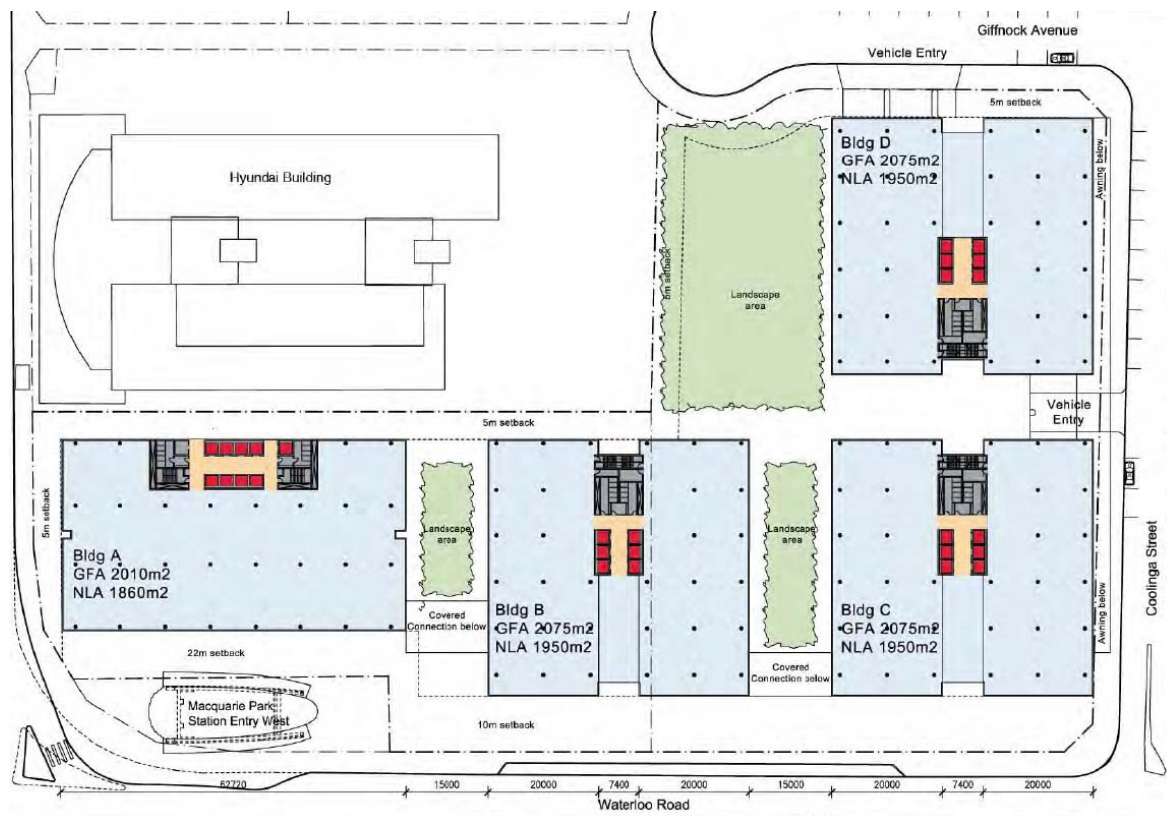 Giffnock Avenue
Vehicle Entry
5m setback
Bldg D
GFA 2075m2
NLA 1950m2
Awning below
Hyundai Building
5m setback
Landscape
area
Vehicle
Entry
5m setback
5m setback
Landscape
area
Landscape
area
Bldg A
GFA 2010m2
NLA 1860m2
Coolinga Street
Awning below
Covered
Connection below
Bldg B
GFA 2075m2
NLA 1950m2
Bldg C
GFA 2075m2
NLA 1950m2
22m setback
Covered
Connection below
Macquarie Park
Station Entry West
10m setback
62720
15000
20000
7400
20000
15000
20000
7400
20000
Waterloo Road